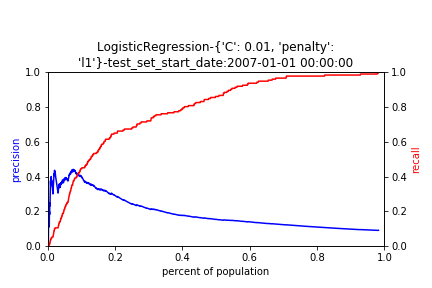 LogisticRegression-{'C': 0.01, 'penalty':
'l1'}-test_set_start_date:2007-01-01 00:00:00
1.0 1.0
0.8 0.8
precision 0.6 0.6 recall
0.4 0.4
0.2 0.2
0.0 0.0
0.0 0.2 0.4 0.6 0.8 1.0
percent of population